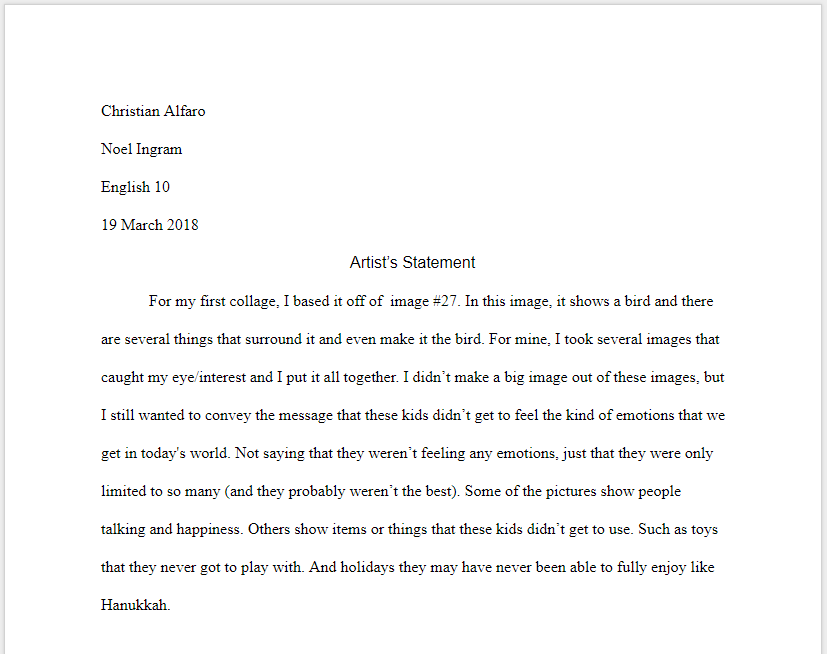 Christian Alfaro
Noel Ingram
English 10
19 March 2018
Artist’s Statement
For my first collage, I based it off of  image #27. In this image, it shows a bird and there
are several things that surround it and even make it the bird. For mine, I took several images that
caught my eye/interest and I put it all together. I didn’t make a big image out of these images, but
I still wanted to convey the message that these kids didn’t get to feel the kind of emotions that we
get in today's world. Not saying that they weren’t feeling any emotions, just that they were only
limited to so many (and they probably weren’t the best). Some of the pictures show people
talking and happiness. Others show items or things that these kids didn’t get to use. Such as toys
that they never got to play with. And holidays they may have never been able to fully enjoy like
Hanukkah.